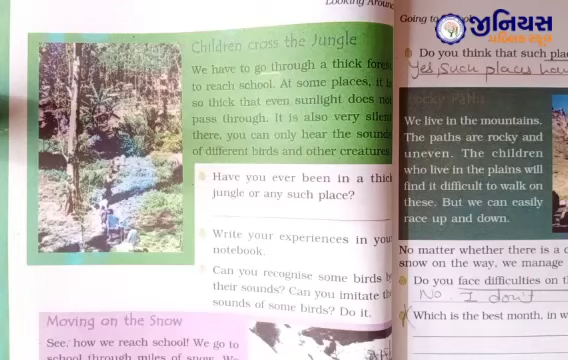 Looking Around
Children cross the Jungle
We have to go through a thick forest
to reach school. At some places, it is
so thick that even sunlight does not
pass through. It is also very silent
there, you can only hear the sounds
of different birds and other creatures
Have you ever been in a thick
jungle or any such place?
Write your experiences in your
notebook.
Can you recognise some birds by
their sounds? Can you imitate the
sounds of some birds? Do it.
Moving on the Snow
See, how we reach school! We go to
school through miles of snow. We
Going to
જીનિયસ
પબ્લિક સ્કૂલ
Do you think that such pla
Yes, Such places hav
Rocky Paths
We live in the mountains.
The paths are rocky and
uneven. The children
who live in the plains will
find it difficult to walk on
these. But we can easily
race up and down.
No matter whether there is a
snow on the way, we manage
Do you face difficulties on
No. I don't
Which is the best month, in w